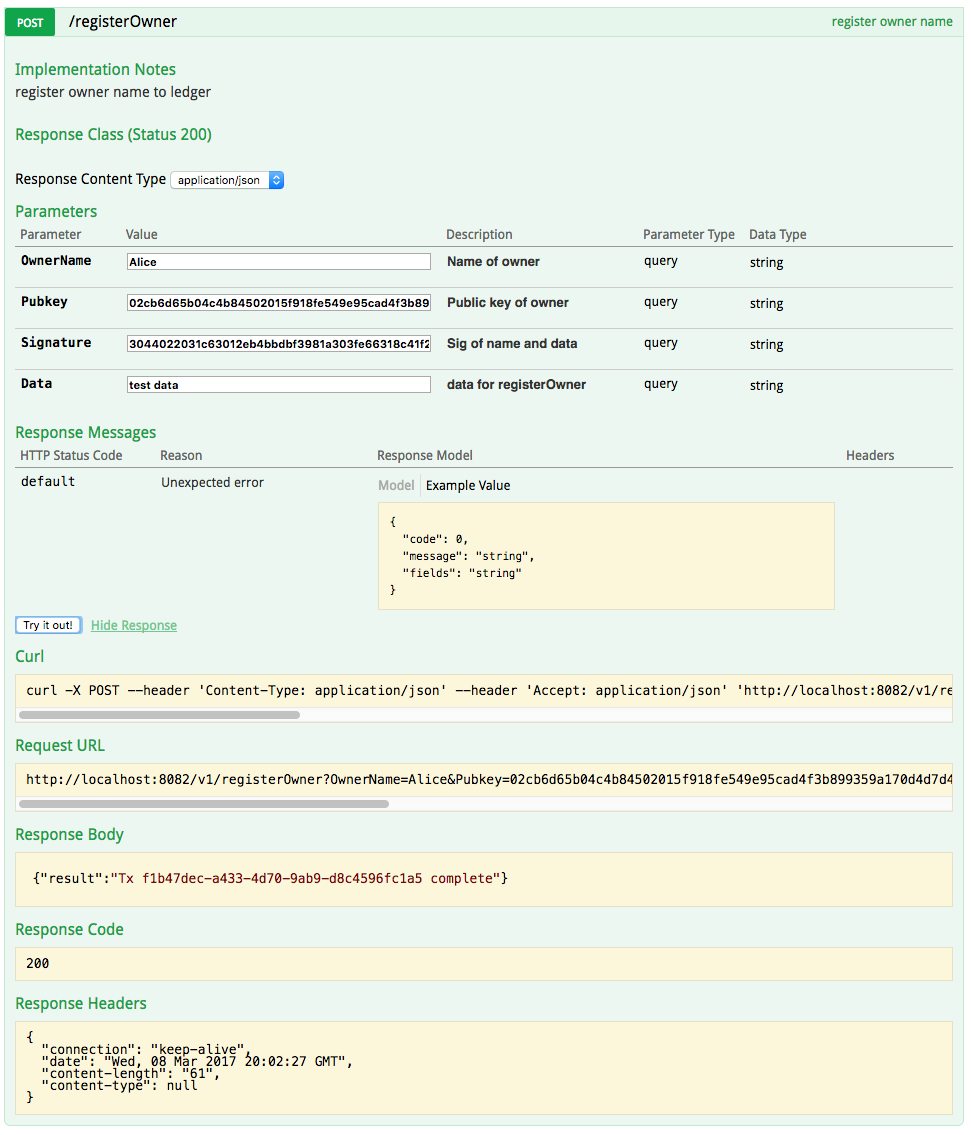 POST /registerOwner register owner name
Implementation Notes
register owner name to ledger
Response Class (Status 200)
Response Content Type application/json
Parameters
Parameter Value Description Parameter Type Data Type
OwnerName Alice Name of owner query string
Pubkey 02cb6d65b04c4b84502015f918fe549e95cad4f3b89 Public key of owner query string
Signature 3044022031c63012eb4bbdbf3981a303fe66318c41f2 Sig of name and data query string
Data test data data for registerOwner query string
Response Messages
HTTP Status Code Reason Response Model Headers
default Unexpected error Model Example Value
{
"code": 0,
"message": "string",
"fields": "string"
}
Try it out! Hide Response
Curl
curl -X POST --header 'Content-Type: application/json' --header 'Accept: application/json' 'http://localhost:8082/v1/re
Request URL
http://localhost:8082/v1/registerOwner?OwnerName=Alice&Pubkey=02cb6d65b04c4b84502015f918fe549e95cad4f3b899359a170d4d7d4
Response Body
{"result":"Tx f1b47dec-a433-4d70-9ab9-d8c4596fc1a5 complete"}
Response Code
200
Response Headers
{
"connection": "keep-alive",
"date": "Wed, 08 Mar 2017 20:02:27 GMT",
"content-length": "61",
"content-type": null
}